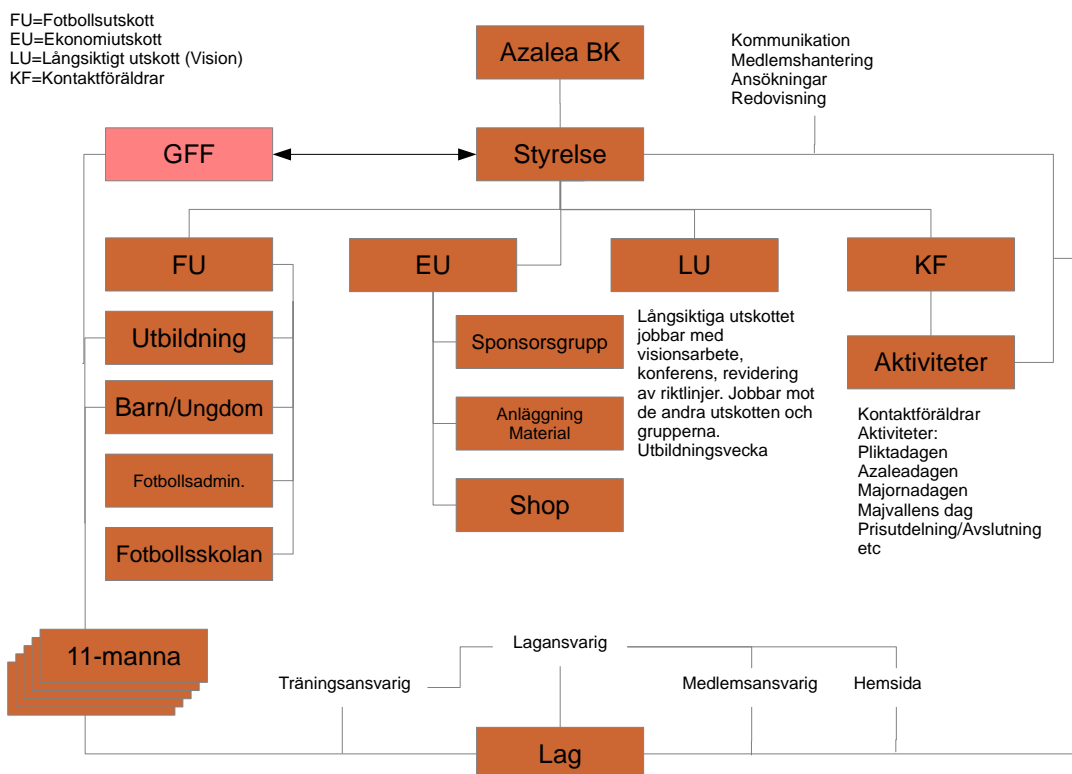 FU=Fotbollsutskott
EU=Ekonomiutskott
LU=Långsiktigt utskott (Vision)
KF=Kontaktföräldrar
Azalea BK
Kommunikation
Medlemshantering
Ansökningar
Redovisning
GFF
Styrelse
FU
EU
LU
KF
Utbildning
Barn/Ungdom
Fotbollsadmin.
Fotbollsskolan
Sponsorsgrupp
Anläggning
Material
Shop
Långsiktiga utskottet
jobbar med
visionsarbete,
konferens, revidering
av riktlinjer. Jobbar mot
de andra utskotten och
grupperna.
Utbildningsvecka
Aktiviteter
Kontaktföräldrar
Aktiviteter:
Pliktadagen
Azaleadagen
Majornadagen
Majvallens dag
Prisutdelning/Avslutning
etc
11-manna
Lagansvarig
Träningsansvarig
Medlemsansvarig
Hemsida
Lag